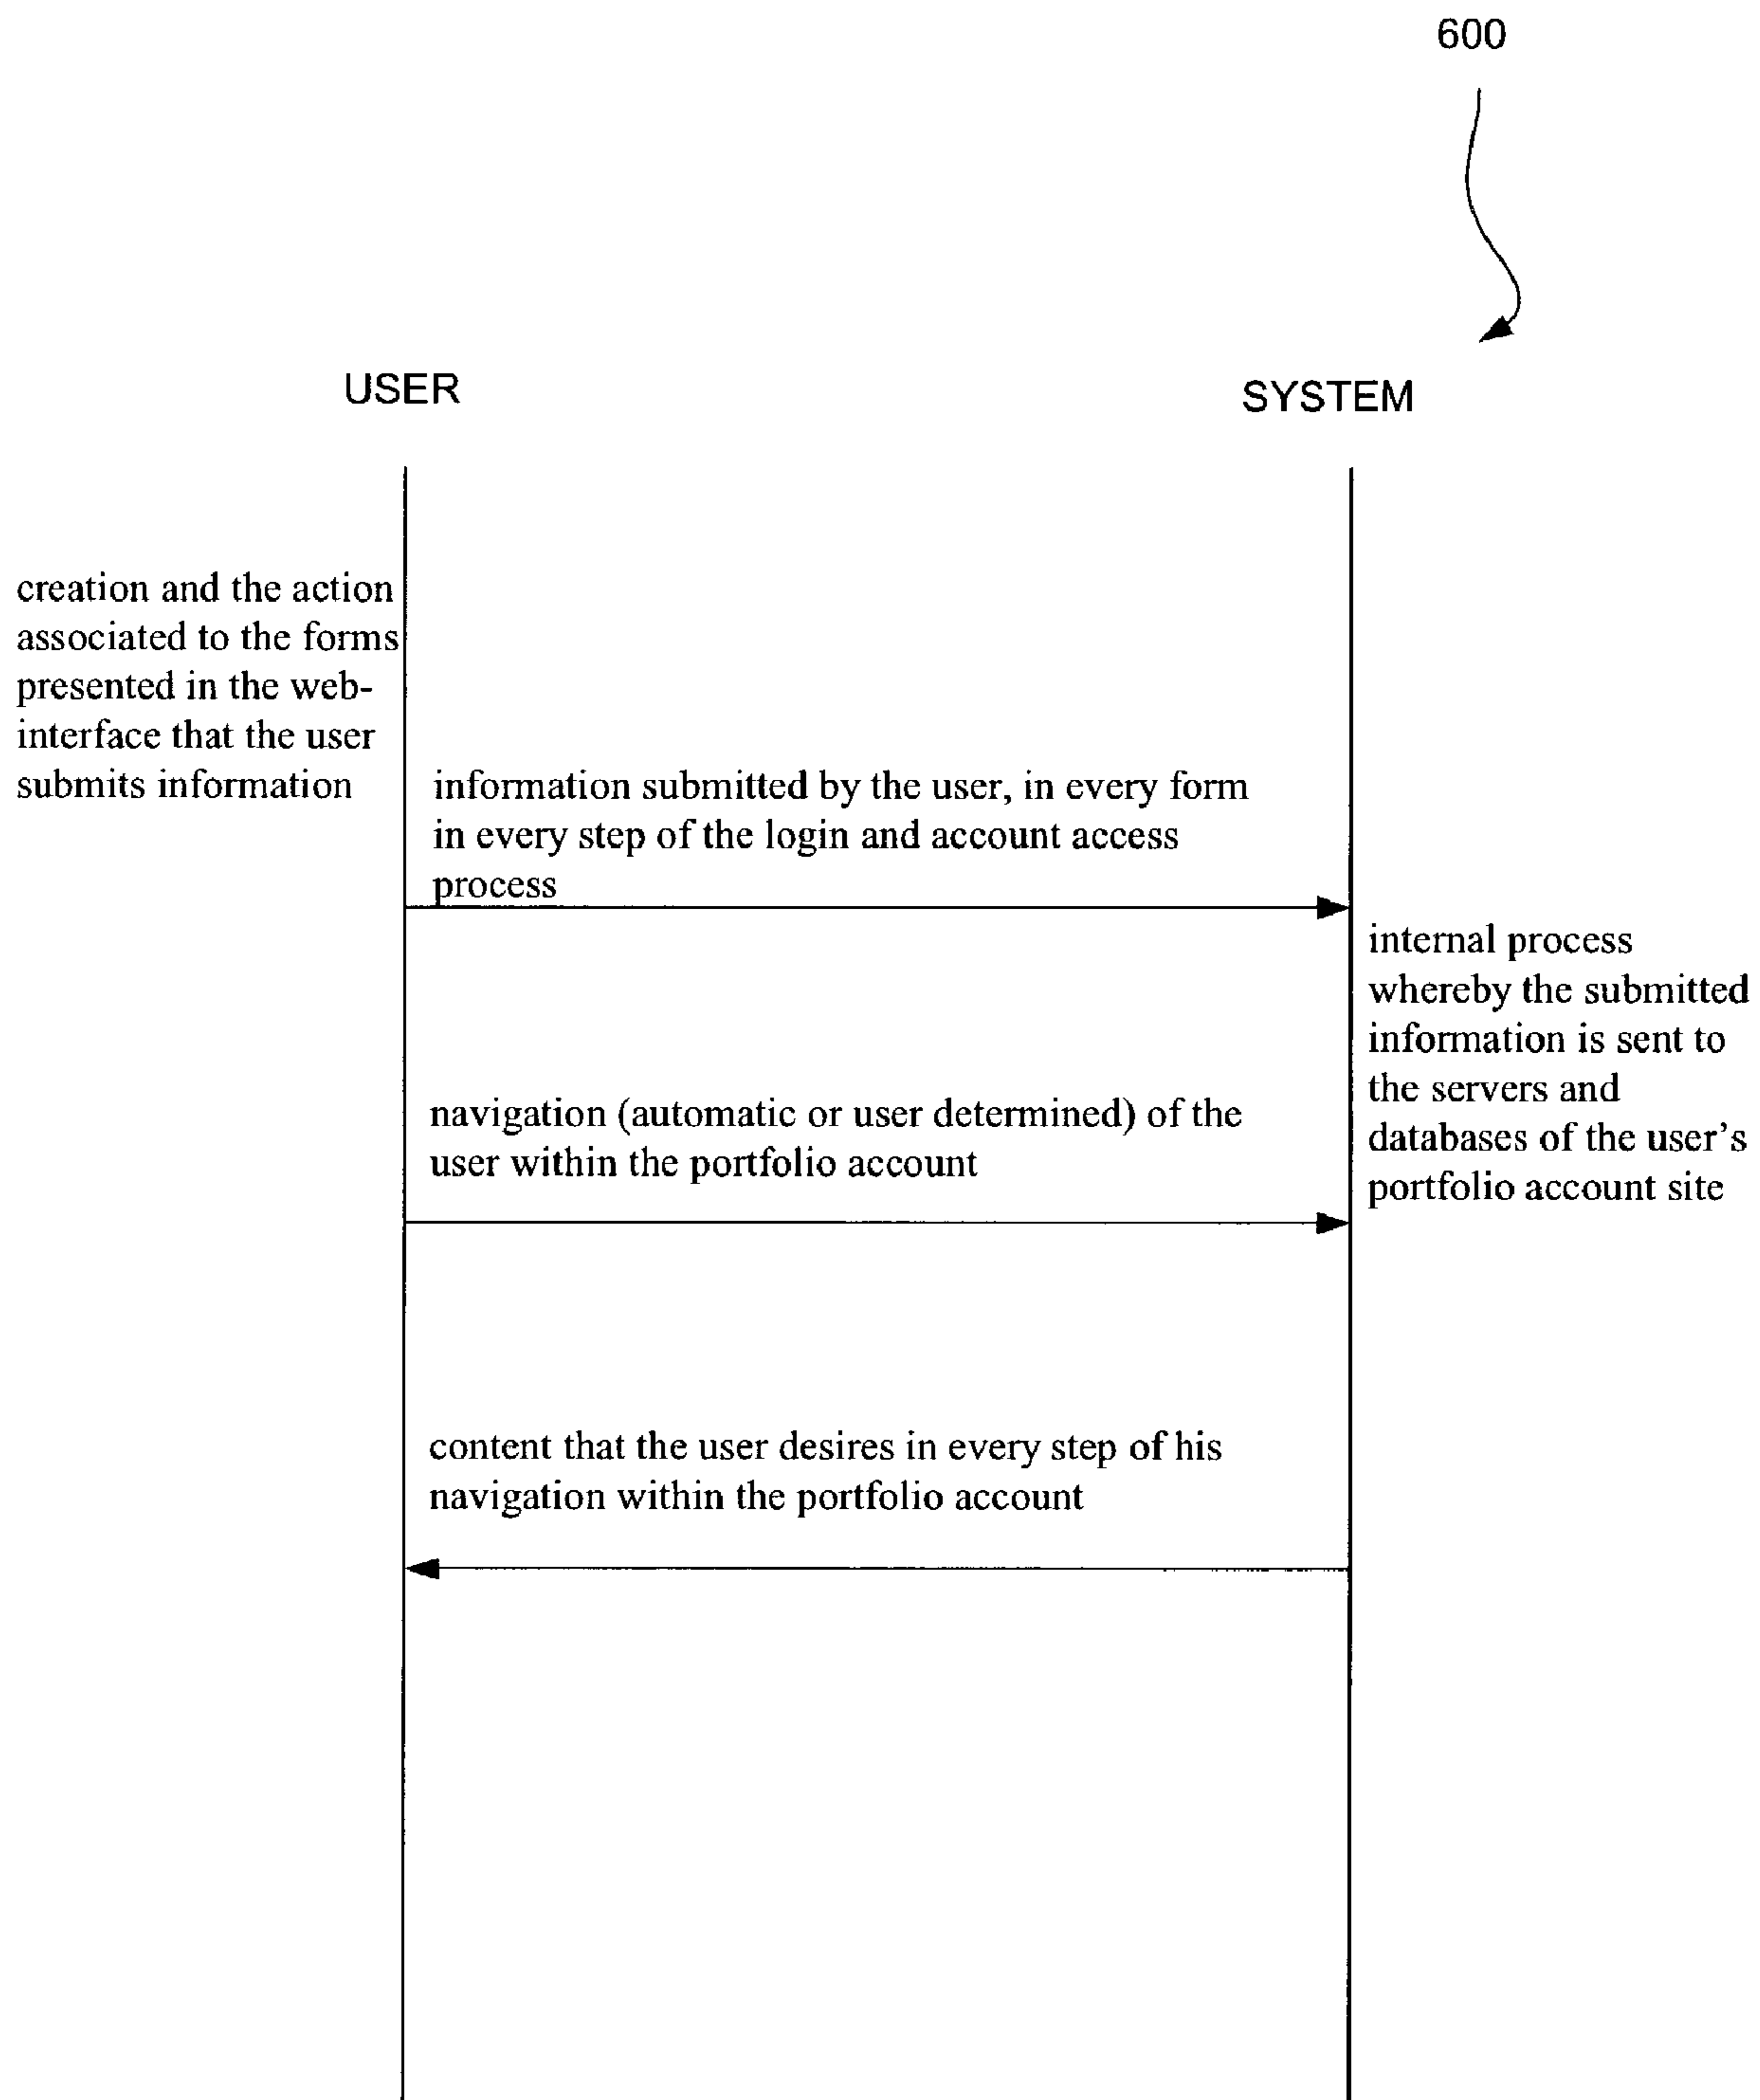 600
USER
SYSTEM
creation and the action
associated to the forms
presented in the web-
interface that the user
submits information
information submitted by the user, in every form
in every step of the login and account access
process
internal process
whereby the submitted
information is sent to
the servers and
databases of the user's
portfolio account site
navigation (automatic or user determined) of the
user within the portfolio account
content that the user desires in every step of his
navigation within the portfolio account